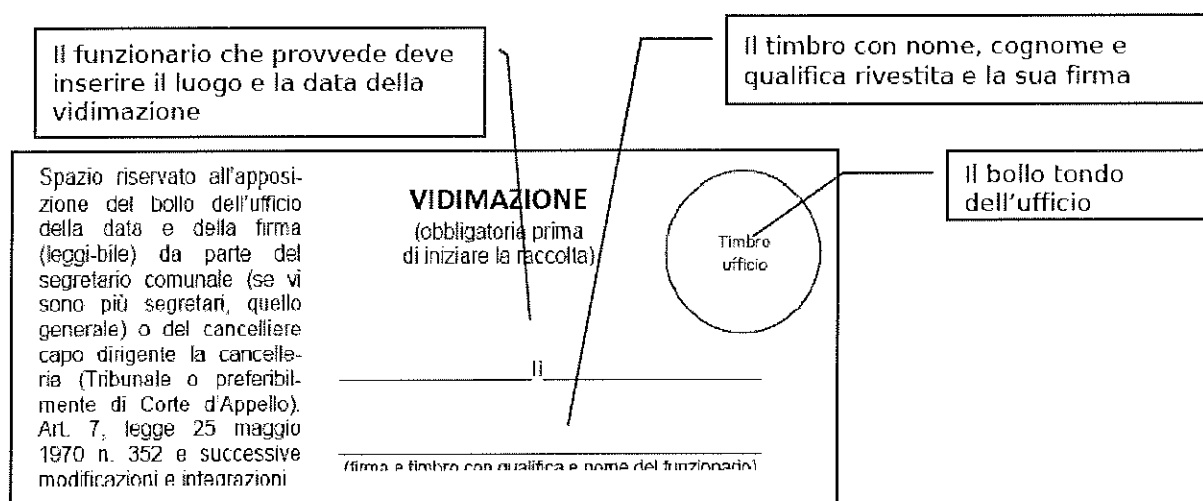 Il funzionario che provvede deve
inserire il luogo e la data della
vidimazione
Il timbro con nome, cognome e
qualifica rivestita e la sua firma
Il bollo tondo
dell'ufficio
Spazio riservato all'apposi-
zione del bollo dell'ufficio
della data e della firma
(leggi-bile) da parte del
segretario comunale (se vi
sono più segretari, quello
generale) o del cancelliere
capo dirigente la cancelle-
ria (Tribunale o preferibil-
mente di Corte d'Appello).
Art. 7, legge 25 maggio
1970 n. 352 e successive
modificazioni e integrazioni
VIDIMAZIONE
(obbligatoria prima
di iniziare la raccolta)
Timbro
ufficio
lì
(firma e timbro con qualifica e nome del funzionario)